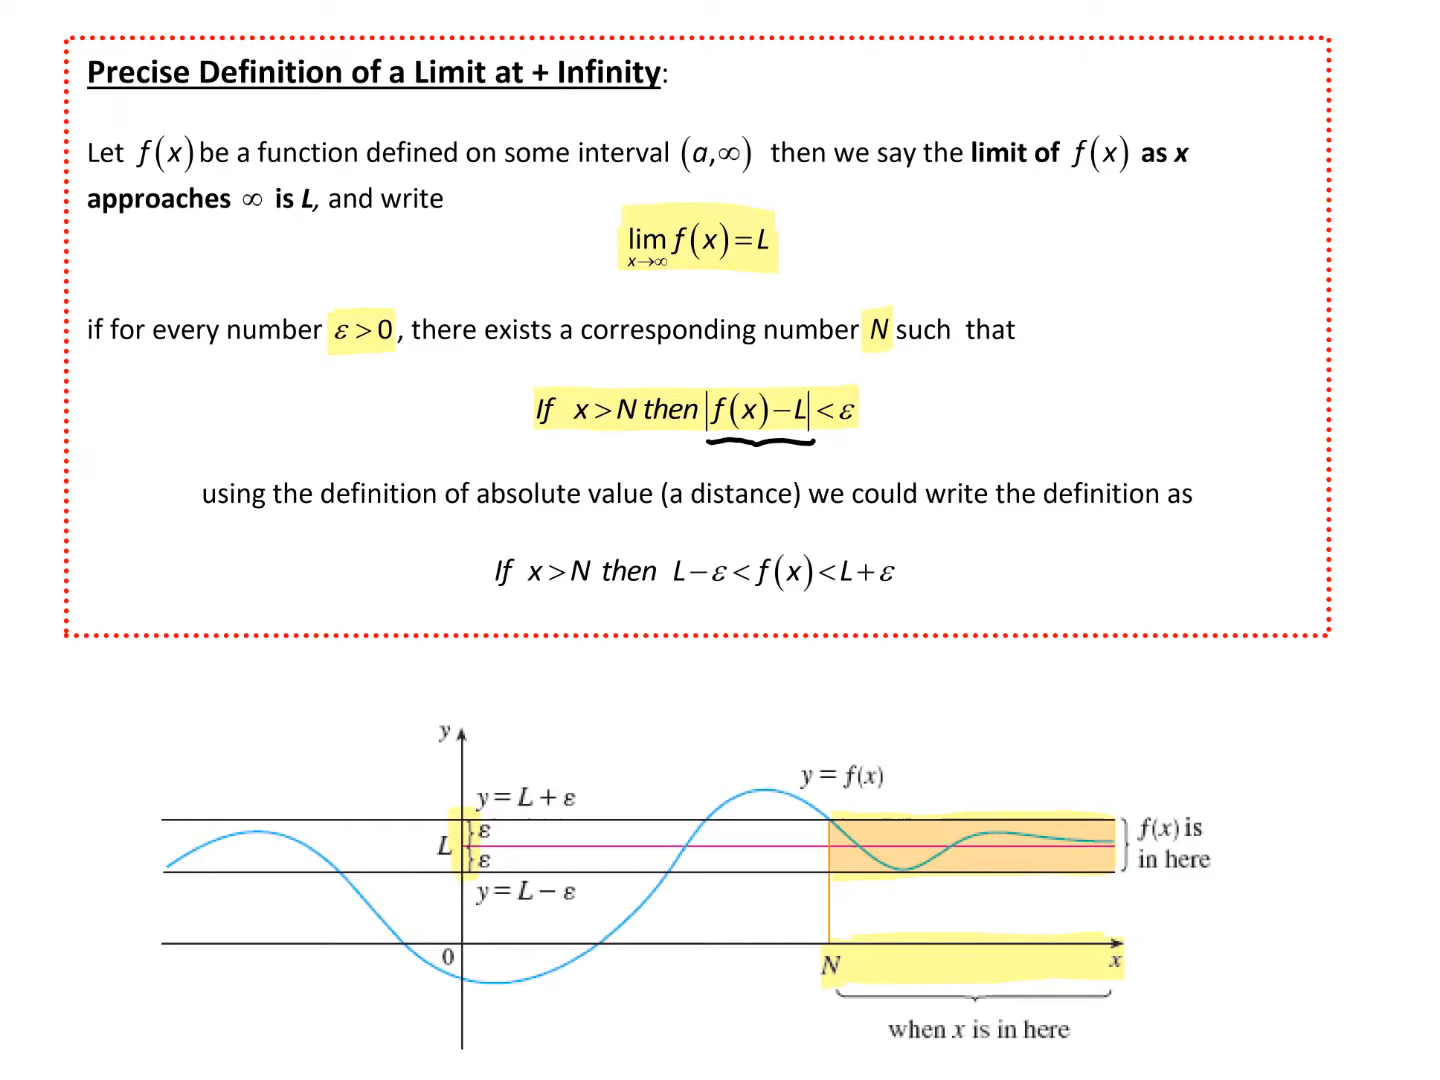 Precise Definition of a Limit at + Infinity:
Let f(x) be a function defined on some interval (a,∞) then we say the limit of f(x) as x
approaches ∞ is L, and write
lim f(x)=L
x→∞
if for every number ε>0, there exists a corresponding number N such that
If x>N then |f(x)−L|<ε
using the definition of absolute value (a distance) we could write the definition as
If x>N then L−ε<f(x)<L+ε
y
y = f(x)
y = L + ε
ε
L
ε
y = L − ε
f(x) is
in here
0
N
x
when x is in here